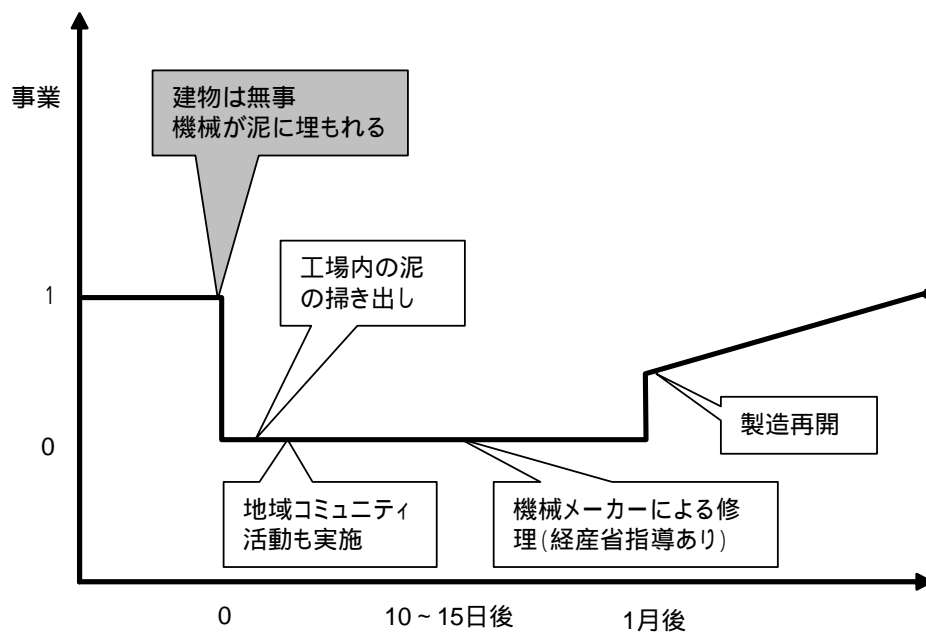 事業
建物は無事
機械が泥に埋もれる
工場内の泥
の掃き出し
1
製造再開
0
地域コミュニティ
活動も実施
機械メーカーによる修
理(経産省指導あり)
0
10~15日後
1月後